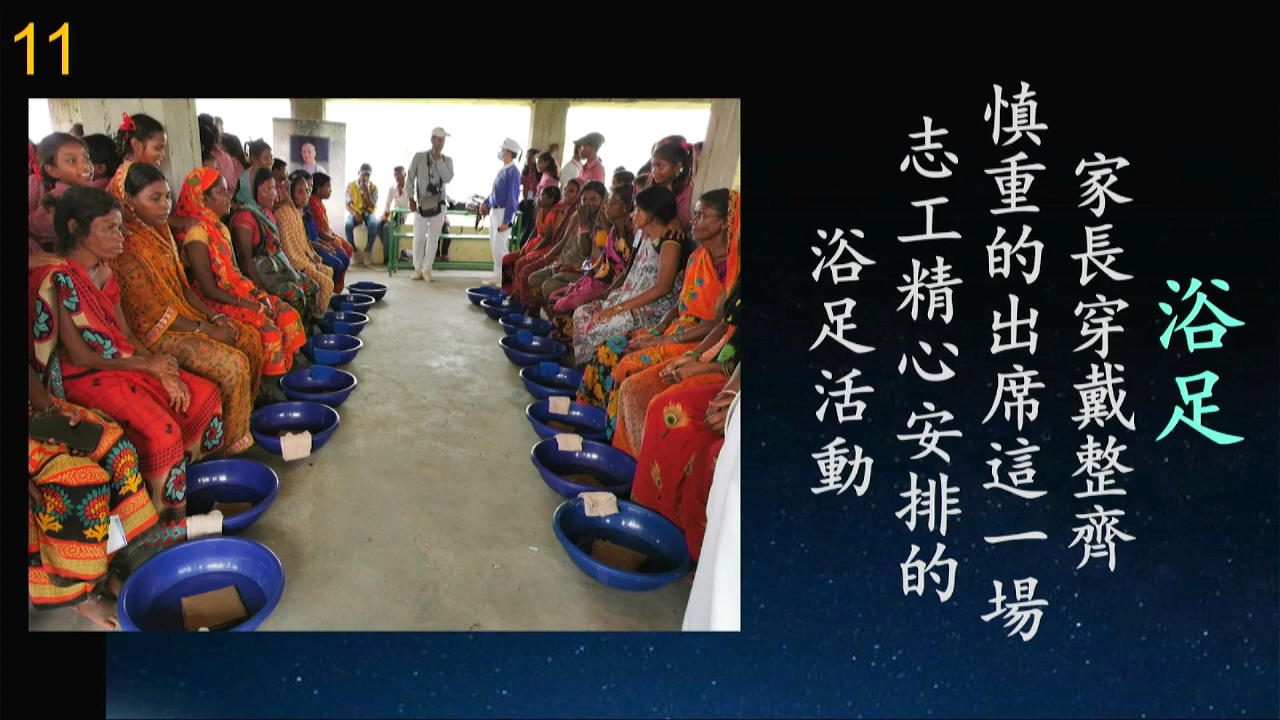 11
浴足
家長穿戴整齊
慎重的出席這一場
志工精心安排的
浴足活動